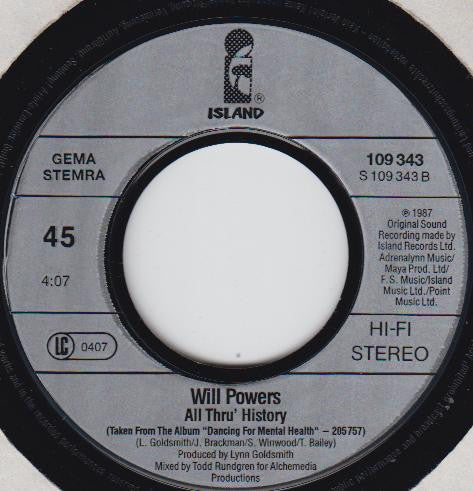 ®
ISLAND
GEMA
STEMRA
109 343
S 109 343 B
45
4:07
℗ 1987
Original Sound
Recording made by
Island Records Ltd.
Adrenalynn Music/
Maya Prod. Ltd/
F.S. Music/Island
Music Ltd./Point
Music Ltd.
LC 0407
HI-FI
STEREO
Will Powers
All Thru' History
(Taken From The Album "Dancing For Mental Health" – 205 757)
(L. Goldsmith/J. Brackman/S. Winwood/T. Bailey)
Produced by Lynn Goldsmith
Mixed by Todd Rundgren for Alchemedia
Productions